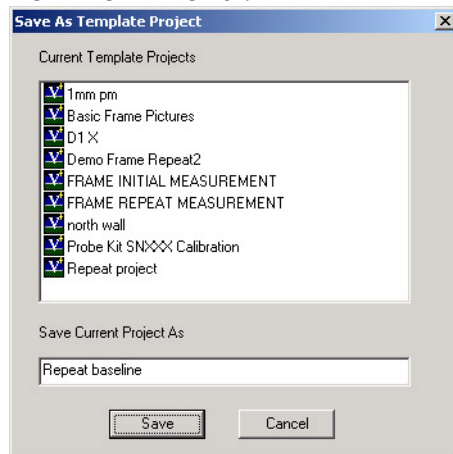 Save As Template Project
Current Template Projects
1mm pm
Basic Frame Pictures
D1 X
Demo Frame Repeat2
FRAME INITIAL MEASUREMENT
FRAME REPEAT MEASUREMENT
north wall
Probe Kit SNXXX Calibration
Repeat project
Save Current Project As
Repeat baseline
Save Cancel